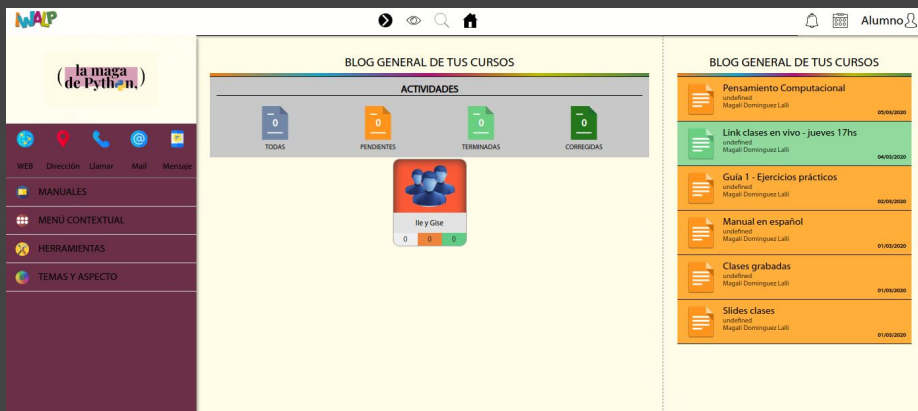 WALP
Alumno
(la maga
de Python,)
WEB Dirección Llamar Mail Mensaje
MANUALES
MENÚ CONTEXTUAL
HERRAMIENTAS
TEMAS Y ASPECTO
BLOG GENERAL DE TUS CURSOS
ACTIVIDADES
0 0 0 0
TODAS PENDIENTES TERMINADAS CORREGIDAS
Ile y Gise
0 0 0
BLOG GENERAL DE TUS CURSOS
Pensamiento Computacional
undefined
Magali Dominguez Lalli
05/03/2020
Link clases en vivo - jueves 17hs
undefined
Magali Dominguez Lalli
04/03/2020
Guía 1 - Ejercicios prácticos
undefined
Magali Dominguez Lalli
02/03/2020
Manual en español
undefined
Magali Dominguez Lalli
01/03/2020
Clases grabadas
undefined
Magali Dominguez Lalli
01/03/2020
Slides clases
undefined
Magali Dominguez Lalli
01/03/2020